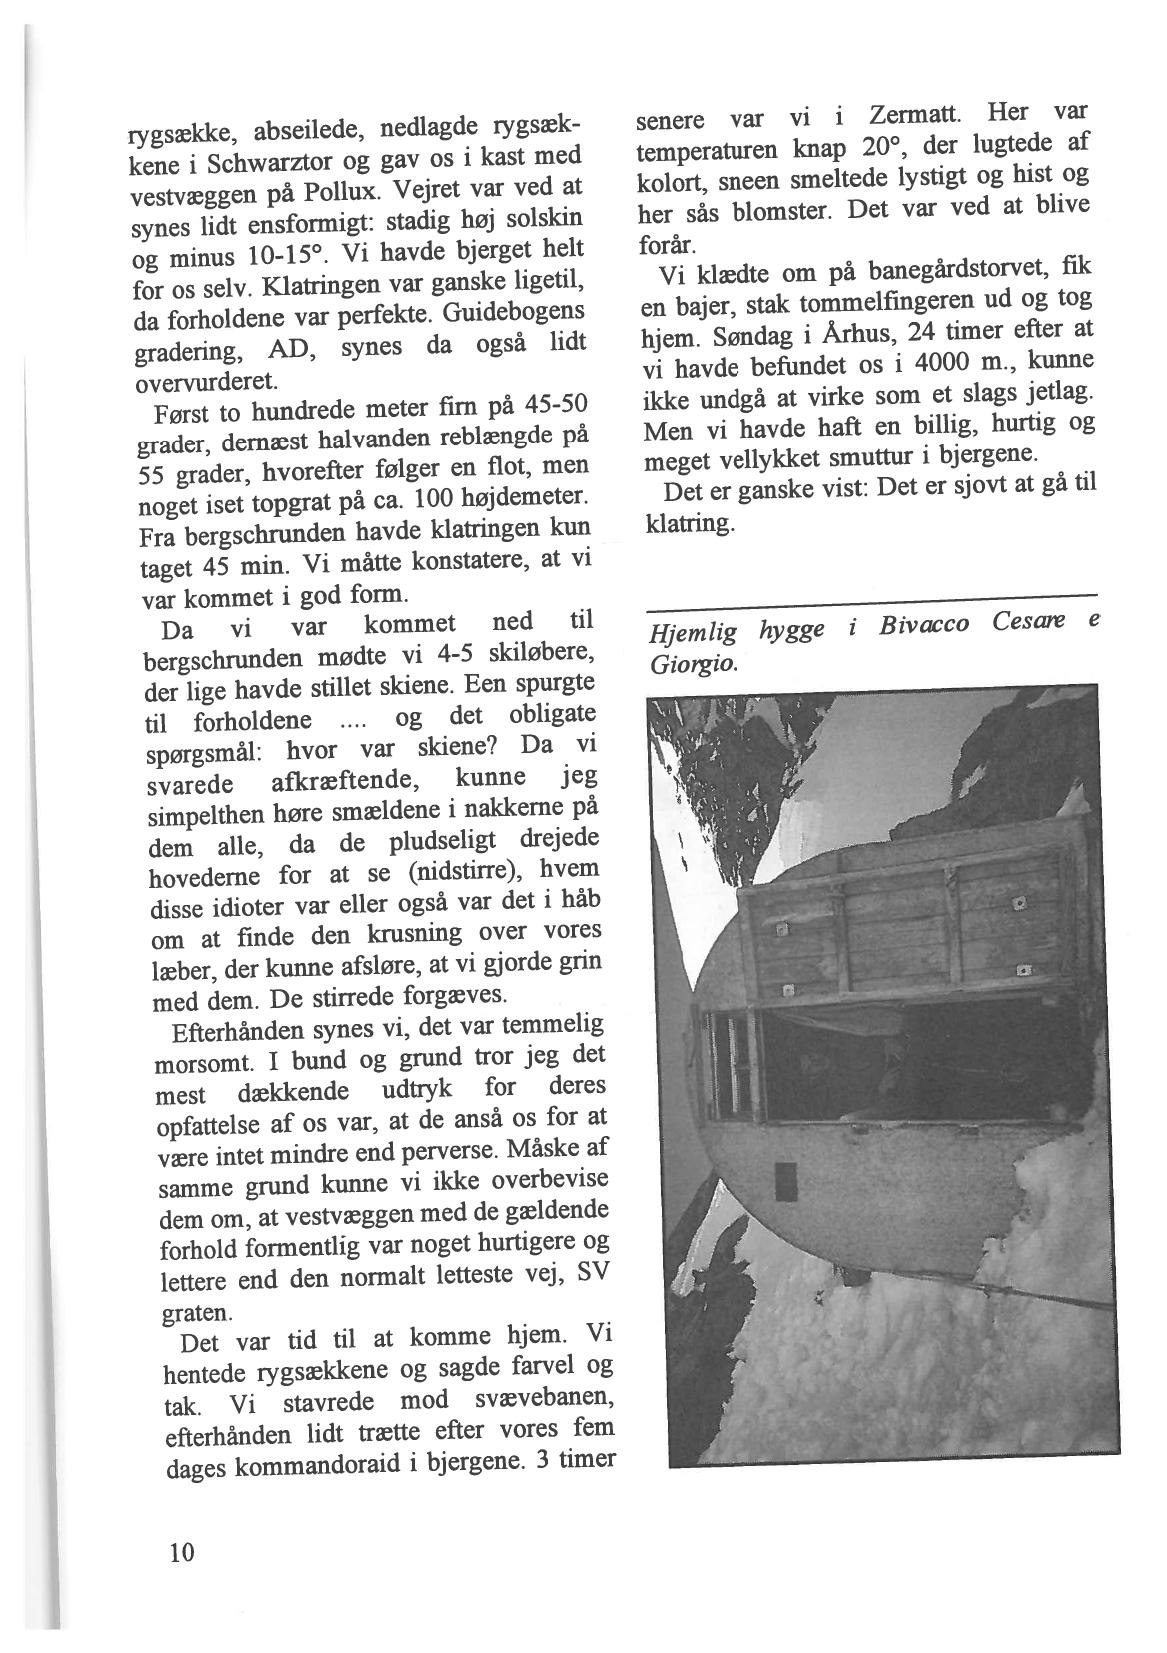 rygsække, abseilede, nedlagde rygsæk-
kene i Schwarztor og gav os i kast med
vestvæggen på Pollux. Vejret var ved at
synes lidt ensformigt: stadig høj solskin
og minus 10-15°. Vi havde bjerget helt
for os selv. Klatringen var ganske ligetil,
da forholdene var perfekte. Guidebogens
gradering, AD, synes da også lidt
overvurderet.
Først to hundrede meter firn på 45-50
grader, dernæst halvanden reblængde på
55 grader, hvorefter følger en flot, men
noget iset topgrat på ca. 100 højdemeter.
Fra bergschrunden havde klatringen kun
taget 45 min. Vi måtte konstatere, at vi
var kommet i god form.
Da vi var kommet ned til
bergschrunden mødte vi 4-5 skiløbere,
der lige havde stillet skiene. Een spurgte
til forholdene .... og det obligate
spørgsmål: hvor var skiene? Da vi
svarede afkræftende, kunne jeg
simpelthen høre smældene i nakkerne på
dem alle, da de pludseligt drejede
hovederne for at se (nidstirre), hvem
disse idioter var eller også var det i håb
om at finde den krusning over vores
læber, der kunne afsløre, at vi gjorde grin
med dem. De stirrede forgæves.
Efterhånden synes vi, det var temmelig
morsomt. I bund og grund tror jeg det
mest dækkende udtryk for deres
opfattelse af os var, at de anså os for at
være intet mindre end perverse. Måske af
samme grund kunne vi ikke overbevise
dem om, at vestvæggen med de gældende
forhold formentlig var noget hurtigere og
lettere end den normalt letteste vej, SV
graten.
Det var tid til at komme hjem. Vi
hentede rygsækkene og sagde farvel og
tak. Vi stavrede mod svævebanen,
efterhånden lidt trætte efter vores fem
dages kommandoraid i bjergene. 3 timer
senere var vi i Zermatt. Her var
temperaturen knap 20°, der lugtede af
kolort, sneen smeltede lystigt og hist og
her sås blomster. Det var ved at blive
forår.
Vi klædte om på banegårdstorvet, fik
en bajer, stak tommelfingeren ud og tog
hjem. Søndag i Århus, 24 timer efter at
vi havde befundet os i 4000 m., kunne
ikke undgå at virke som et slags jetlag.
Men vi havde haft en billig, hurtig og
meget vellykket smuttur i bjergene.
Det er ganske vist: Det er sjovt at gå til
klatring.
Hjemlig hygge i Bivacco Cesare e
Giorgio.
10